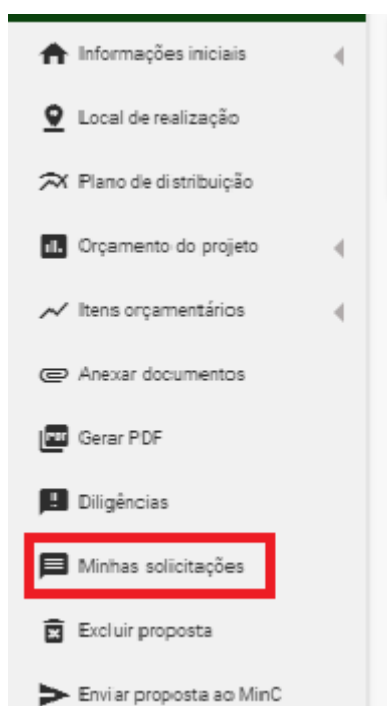 Informações iniciais
Local de realização
Plano de distribuição
Orçamento do projeto
Itens orçamentários
Anexar documentos
PDF
Gerar PDF
Diligências
Minhas solicitações
Excluir proposta
Enviar proposta ao MinC